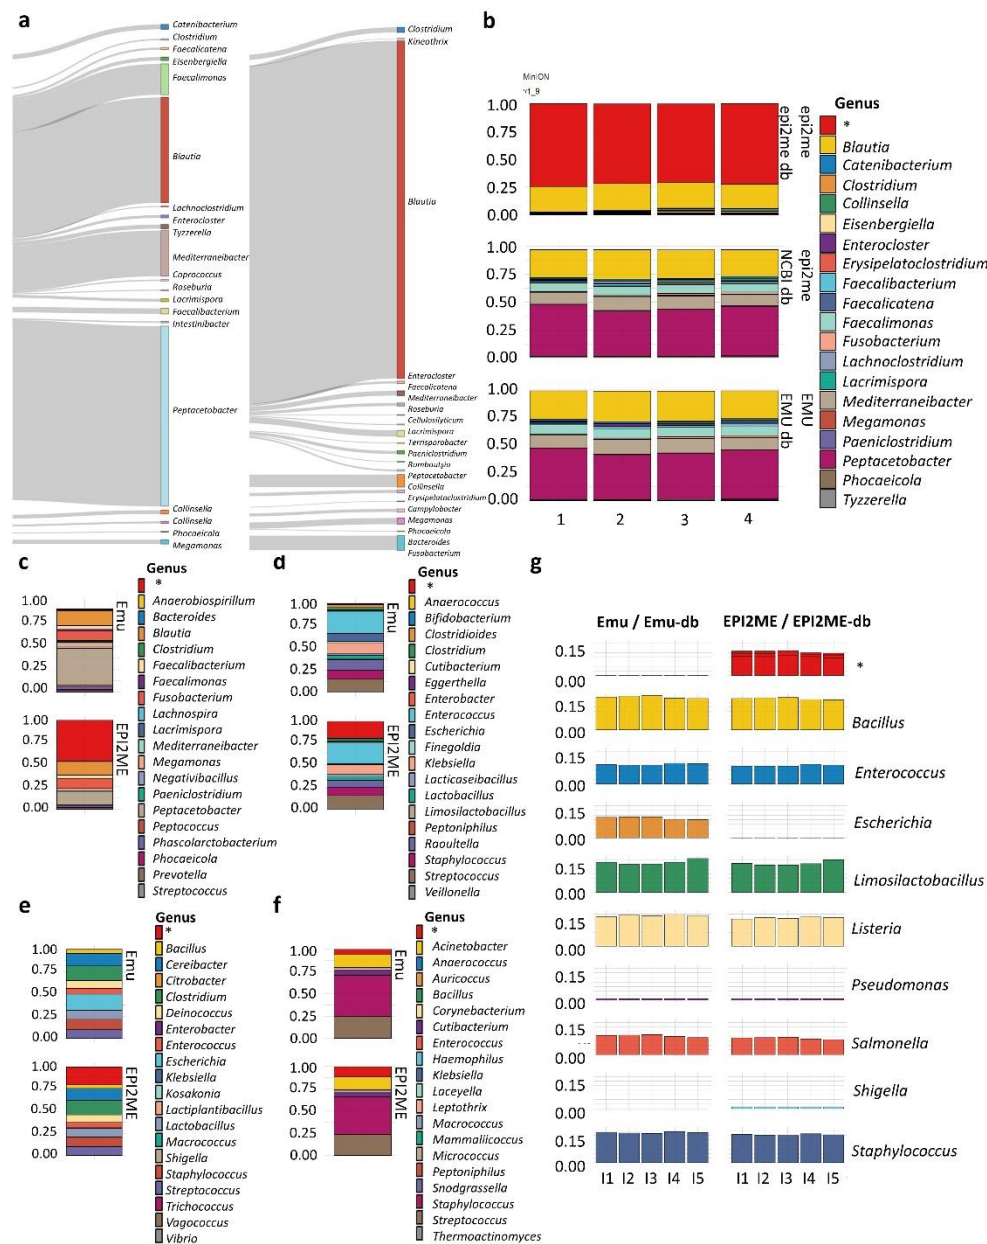 a
Catenibacterium
Clostridium
Faecalicatena
Eisenbergiella
Faecalimonas
Blautia
Lachnoclostridium
Enterocloster
Tyzzerella
Mediterraneibacter
Coprococcus
Roseburia
Lacrimispora
Faecalibacterium
Intestinibacter
Peptacetobacter
Collinsella
Collinsella
Phocaeicola
Megamonas
Clostridium
Kineothrix
Blautia
Enterocloster
Faecalicatena
Mediterraneibacter
Roseburia
Cellulosilyticum
Lacrimispora
Terrisporobacter
Paeniclostridium
Romboutsia
Peptacetobacter
Collinsella
Erysipelatoclostridium
Campylobacter
Megamonas
Phocaeicola
Bacteroides
Fusobacterium
b
MinION
1.00
0.75
0.50
0.25
0.00
epi2me
epi2me db
1.00
0.75
0.50
0.25
0.00
epi2me
NCBI db
1.00
0.75
0.50
0.25
0.00
EMU
EMU db
1 2 3 4
Genus
*
Blautia
Catenibacterium
Clostridium
Collinsella
Eisenbergiella
Enterocloster
Erysipelatoclostridium
Faecalibacterium
Faecalicatena
Faecalimonas
Fusobacterium
Lachnoclostridium
Lacrimispora
Mediterraneibacter
Megamonas
Paeniclostridium
Peptacetobacter
Phocaeicola
Tyzzerella
c
1.00
0.75
0.50
0.25
0.00
Emu
1.00
0.75
0.50
0.25
0.00
EPI2ME
Genus
*
Anaerobiospirillum
Bacteroides
Blautia
Clostridium
Faecalibacterium
Faecalimonas
Fusobacterium
Lachnospira
Lacrimispora
Mediterraneibacter
Megamonas
Negativibacillus
Paeniclostridium
Peptacetobacter
Peptococcus
Phascolarctobacterium
Phocaeicola
Prevotella
Streptococcus
d
1.00
0.75
0.50
0.25
0.00
Emu
1.00
0.75
0.50
0.25
0.00
EPI2ME
Genus
*
Anaerococcus
Bifidobacterium
Clostridioides
Clostridium
Cutibacterium
Eggerthella
Enterobacter
Enterococcus
Escherichia
Finegoldia
Klebsiella
Lacticaseibacillus
Lactobacillus
Limosilactobacillus
Peptoniphilus
Raoultella
Staphylococcus
Streptococcus
Veillonella
e
1.00
0.75
0.50
0.25
0.00
Emu
1.00
0.75
0.50
0.25
0.00
EPI2ME
Genus
*
Bacillus
Cereibacter
Citrobacter
Clostridium
Deinococcus
Enterobacter
Enterococcus
Escherichia
Klebsiella
Kosakonia
Lactiplantibacillus
Lactobacillus
Macrococcus
Shigella
Staphylococcus
Streptococcus
Trichococcus
Vagococcus
Vibrio
f
1.00
0.75
0.50
0.25
0.00
Emu
1.00
0.75
0.50
0.25
0.00
EPI2ME
Genus
*
Acinetobacter
Anaerococcus
Auricoccus
Bacillus
Corynebacterium
Cutibacterium
Enterococcus
Haemophilus
Klebsiella
Laceyella
Leptothrix
Macrococcus
Mammaliicoccus
Micrococcus
Peptoniphilus
Snodgrassella
Staphylococcus
Streptococcus
Thermoactinomyces
g
Emu / Emu-db EPI2ME / EPI2ME-db
0.15
0.00
*
0.15
0.00
Bacillus
0.15
0.00
Enterococcus
0.15
0.00
Escherichia
0.15
0.00
Limosilactobacillus
0.15
0.00
Listeria
0.15
0.00
Pseudomonas
0.15
0.00
Salmonella
0.15
0.00
Shigella
0.15
0.00
Staphylococcus
I1 I2 I3 I4 I5 I1 I2 I3 I4 I5